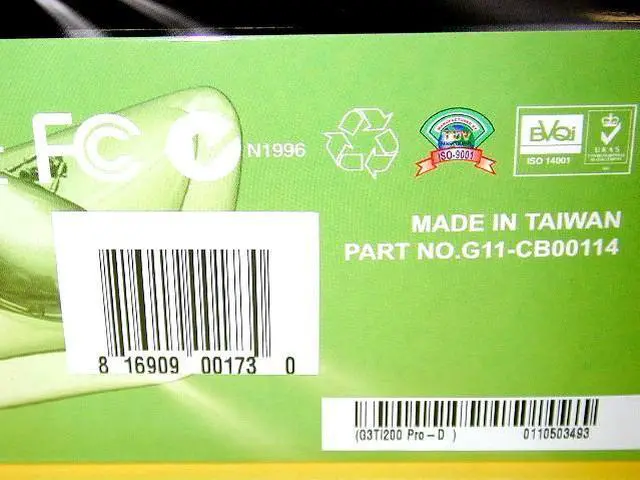 FC
N1996
TUV
ISO-9001
EVQi
ISO 14001
UKAS
MADE IN TAIWAN
PART NO.G11-CB00114
8 16909 00173 0
(G3TI200 Pro-D ) 0110503493